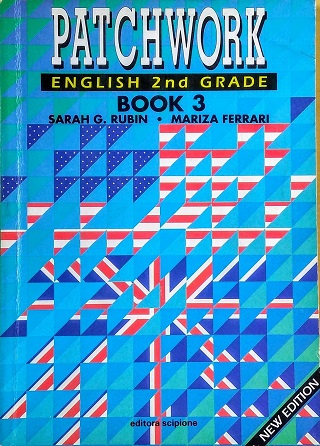 PATCHWORK
ENGLISH 2nd GRADE
BOOK 3
SARAH G. RUBIN • MARIZA FERRARI
NEW EDITION
editora scipione